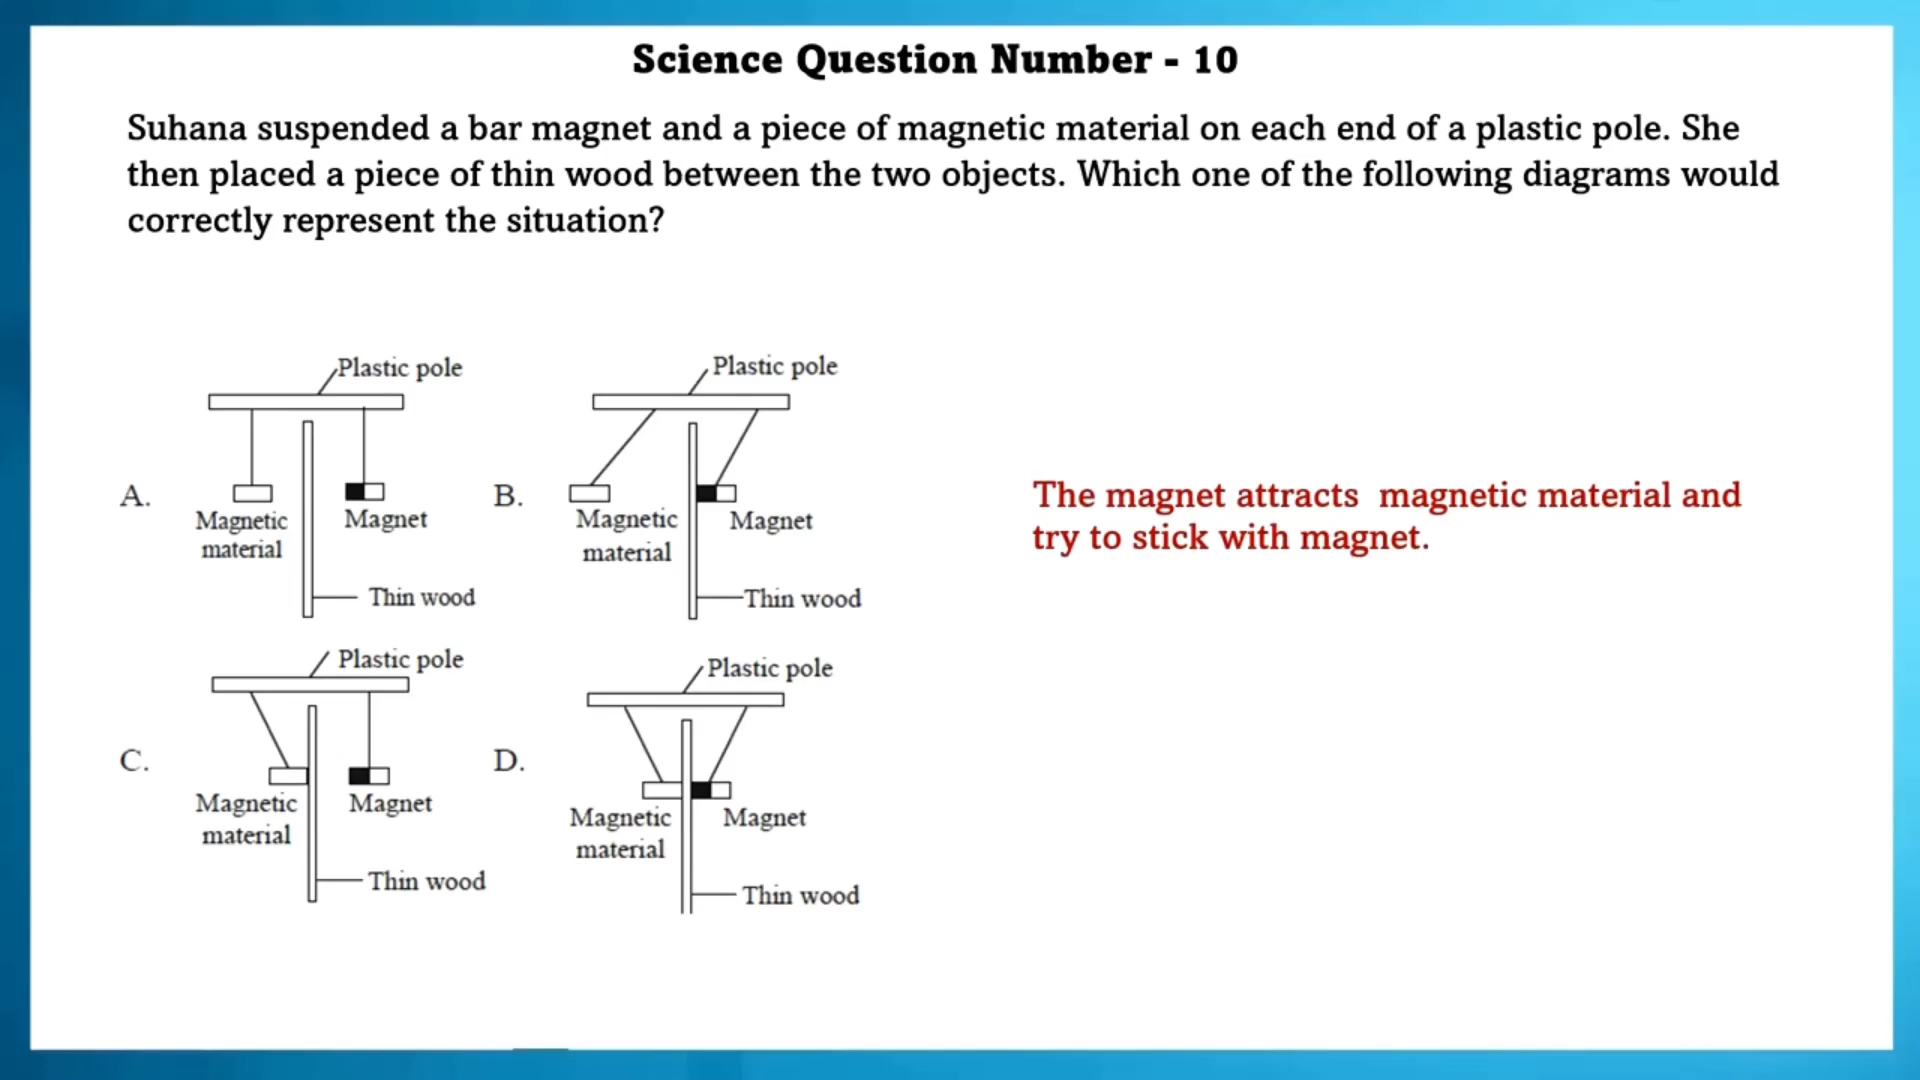 Science Question Number - 10
Suhana suspended a bar magnet and a piece of magnetic material on each end of a plastic pole. She
then placed a piece of thin wood between the two objects. Which one of the following diagrams would
correctly represent the situation?
Plastic pole
A.
Magnetic
material
Magnet
Thin wood
Plastic pole
B.
Magnetic
material
Magnet
Thin wood
The magnet attracts magnetic material and
try to stick with magnet.
Plastic pole
C.
Magnetic
material
Magnet
Thin wood
Plastic pole
D.
Magnetic
material
Magnet
Thin wood